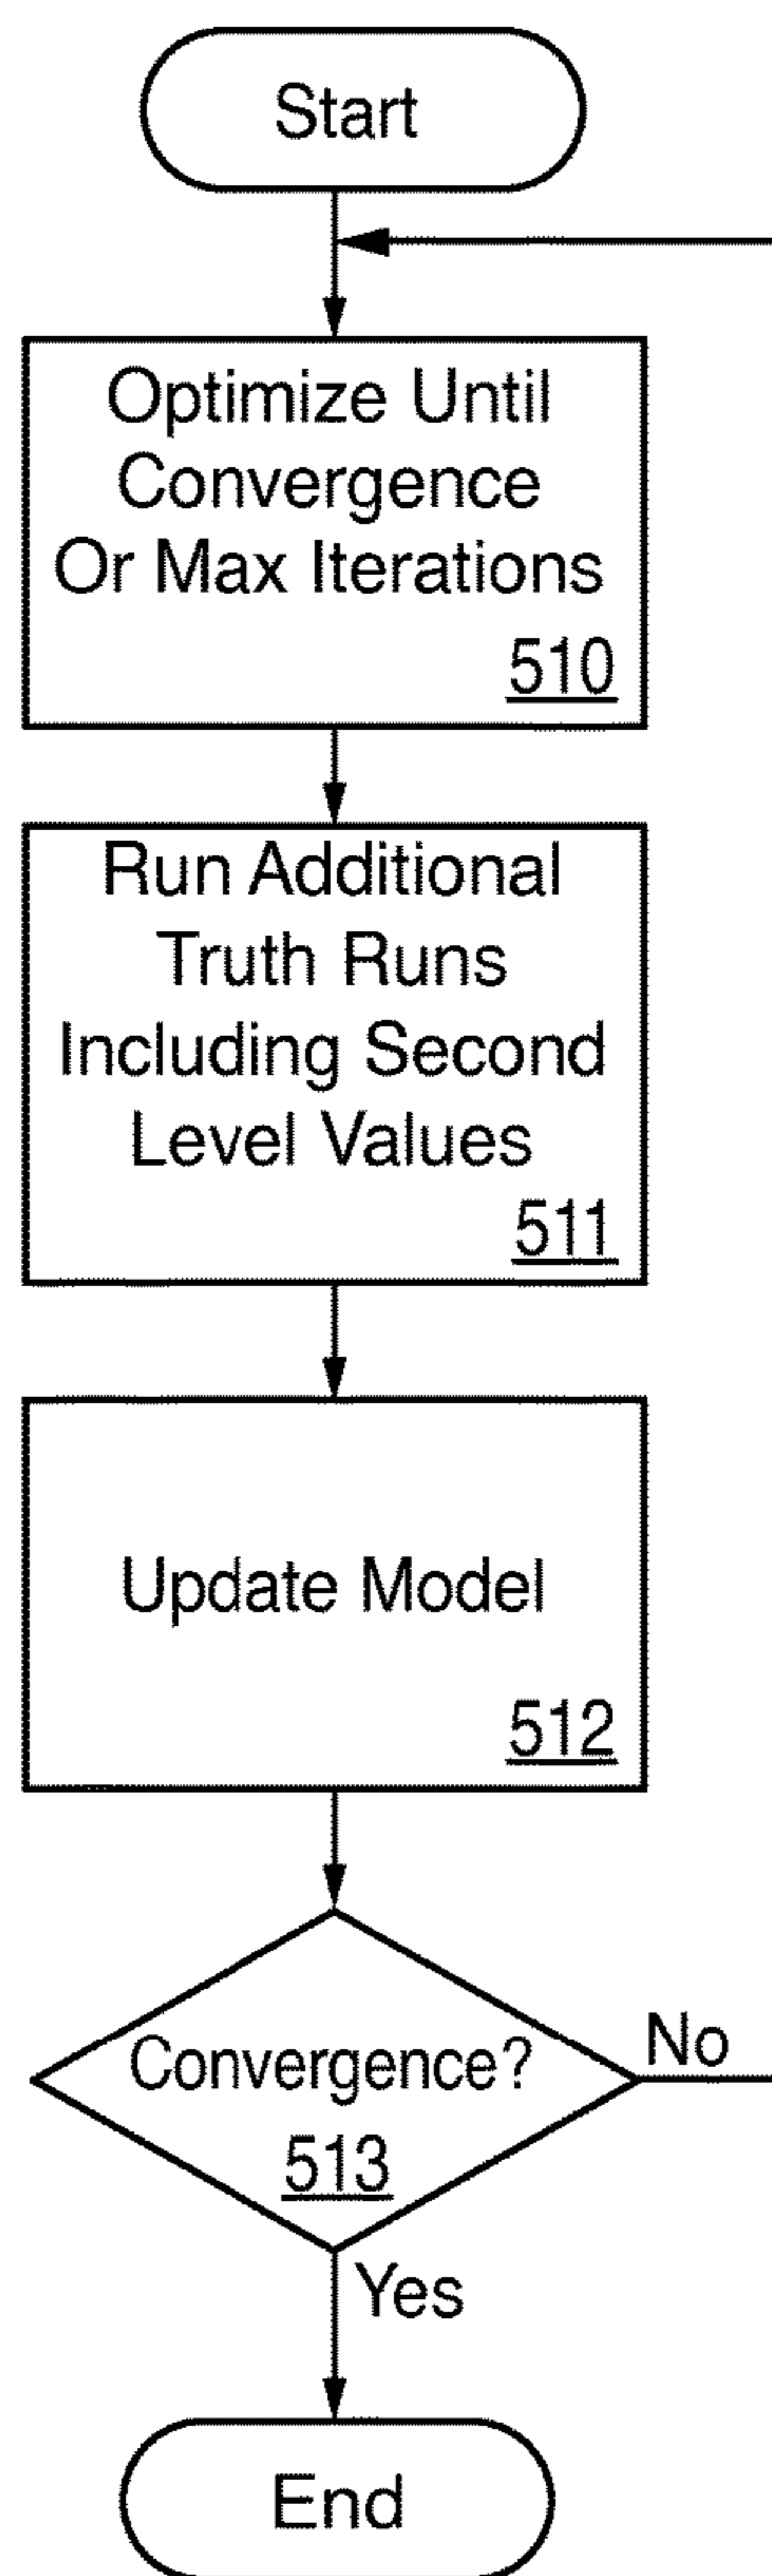 Start
Optimize Until
Convergence
Or Max Iterations
510
Run Additional
Truth Runs
Including Second
Level Values
511
Update Model
512
Convergence?
513
No
Yes
End